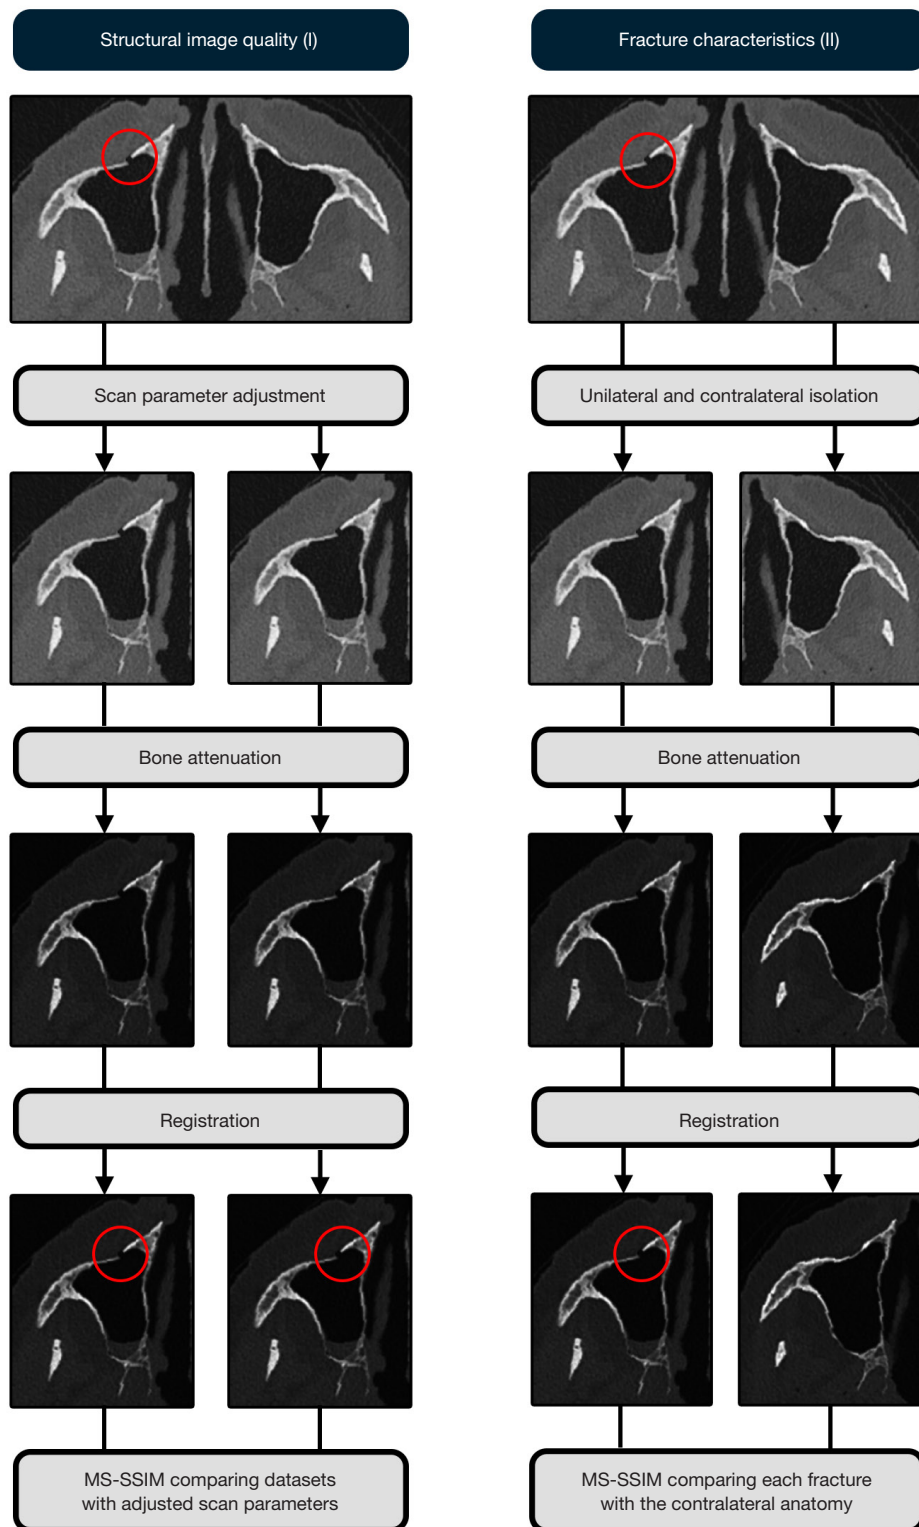 Structural image quality (I)
Fracture characteristics (II)
Scan parameter adjustment
Unilateral and contralateral isolation
Bone attenuation
Bone attenuation
Registration
Registration
MS-SSIM comparing datasets
with adjusted scan parameters
MS-SSIM comparing each fracture
with the contralateral anatomy